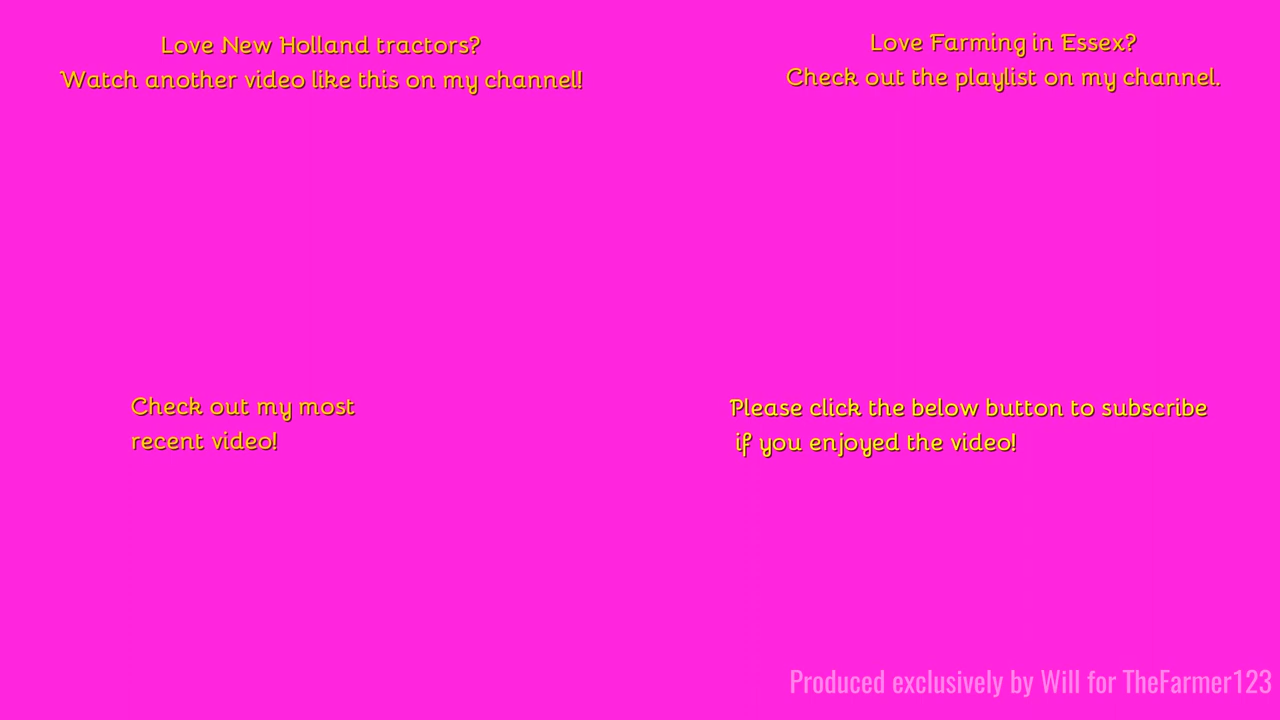 Love New Holland tractors?
Watch another video like this on my channel!
Love Farming in Essex?
Check out the playlist on my channel.
Check out my most
recent video!
Please click the below button to subscribe
if you enjoyed the video!
Produced exclusively by Will for TheFarmer123